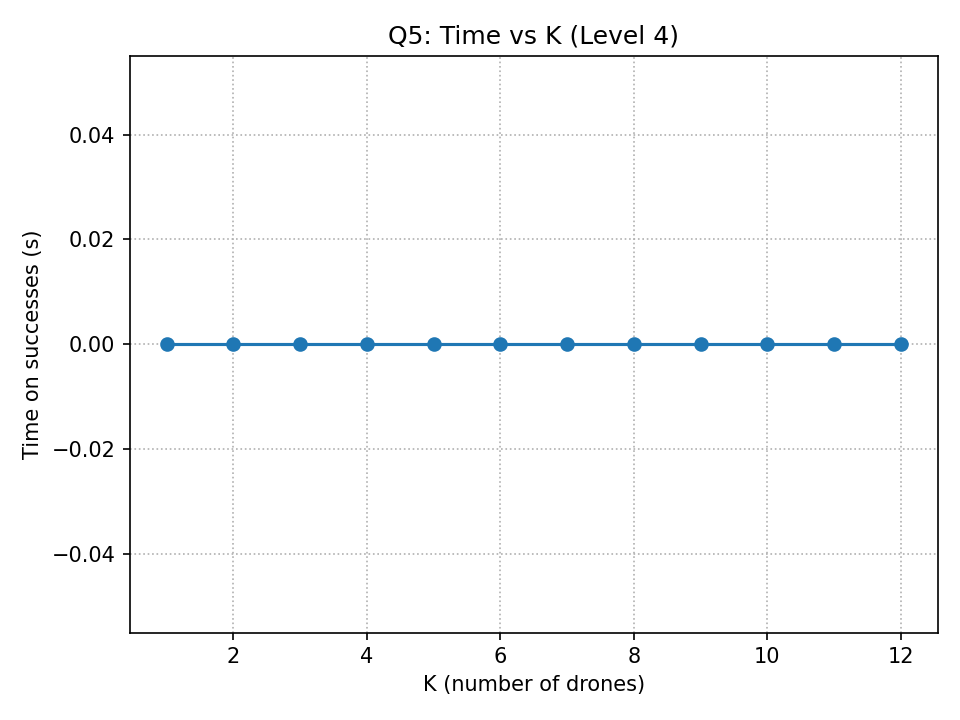 Q5: Time vs K (Level 4)
Time on successes (s)
0.04
0.02
0.00
−0.02
−0.04
2 4 6 8 10 12
K (number of drones)